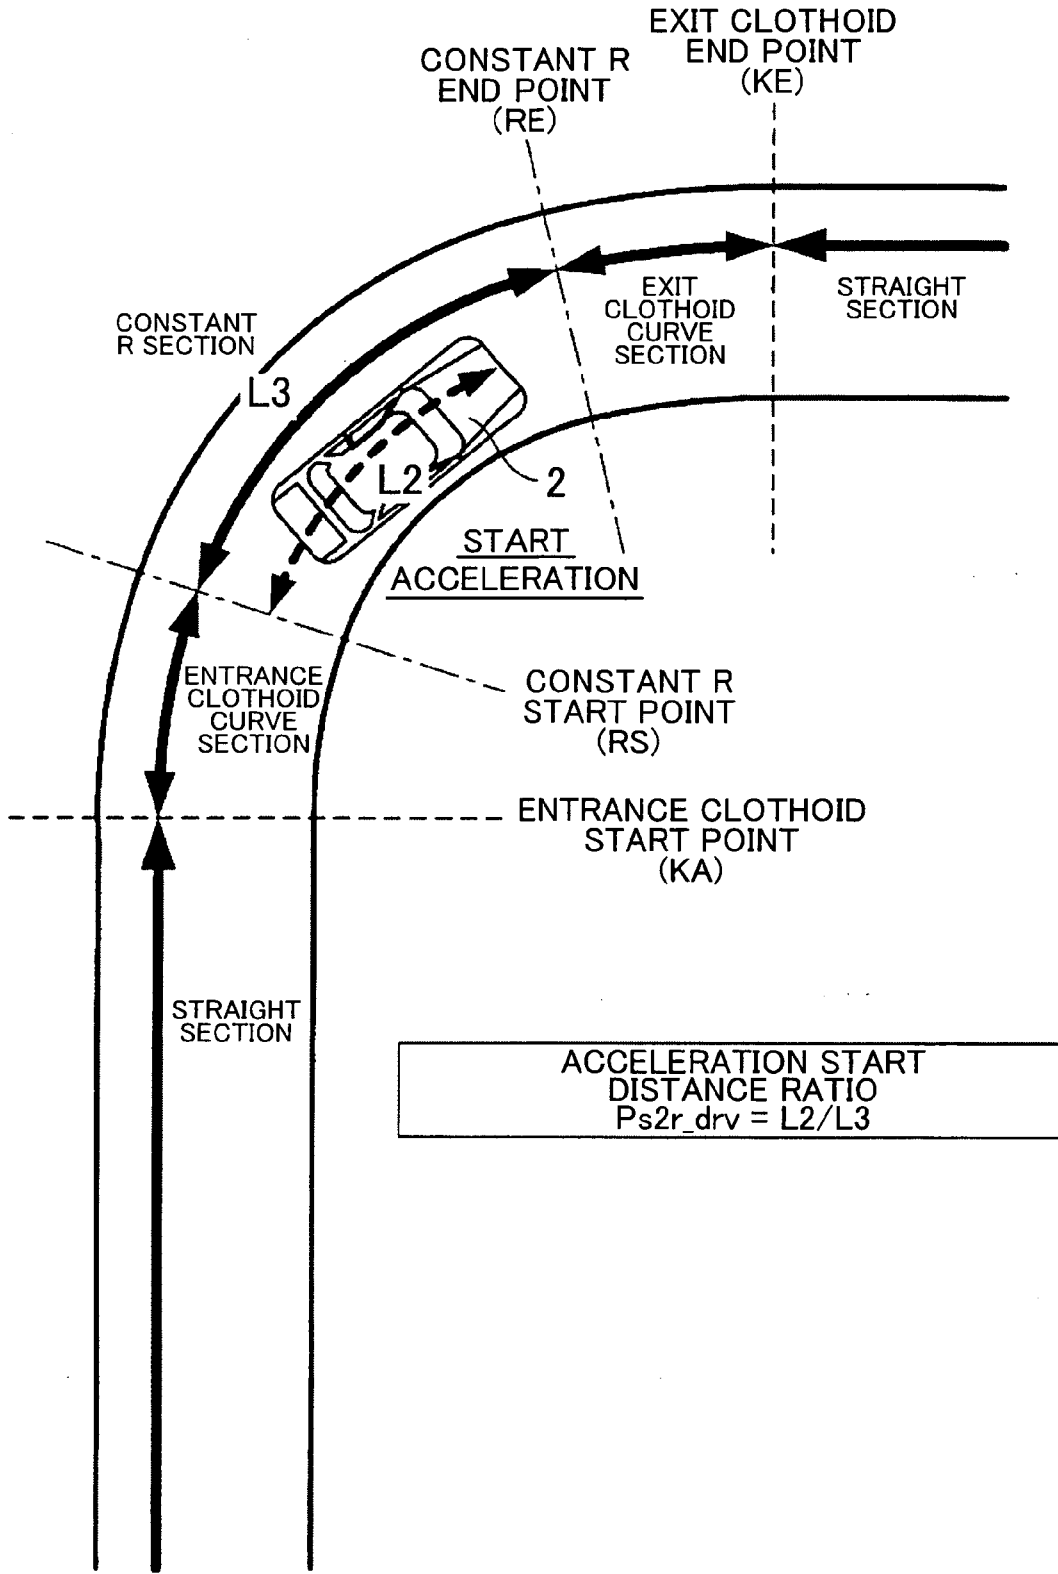 EXIT CLOTHOID
END POINT
(KE)
CONSTANT R
END POINT
(RE)
CONSTANT
R SECTION
L3
EXIT
CLOTHOID
CURVE
SECTION
STRAIGHT
SECTION
L2
2
START
ACCELERATION
ENTRANCE
CLOTHOID
CURVE
SECTION
CONSTANT R
START POINT
(RS)
ENTRANCE CLOTHOID
START POINT
(KA)
STRAIGHT
SECTION
ACCELERATION START
DISTANCE RATIO
Ps2r_drv = L2/L3